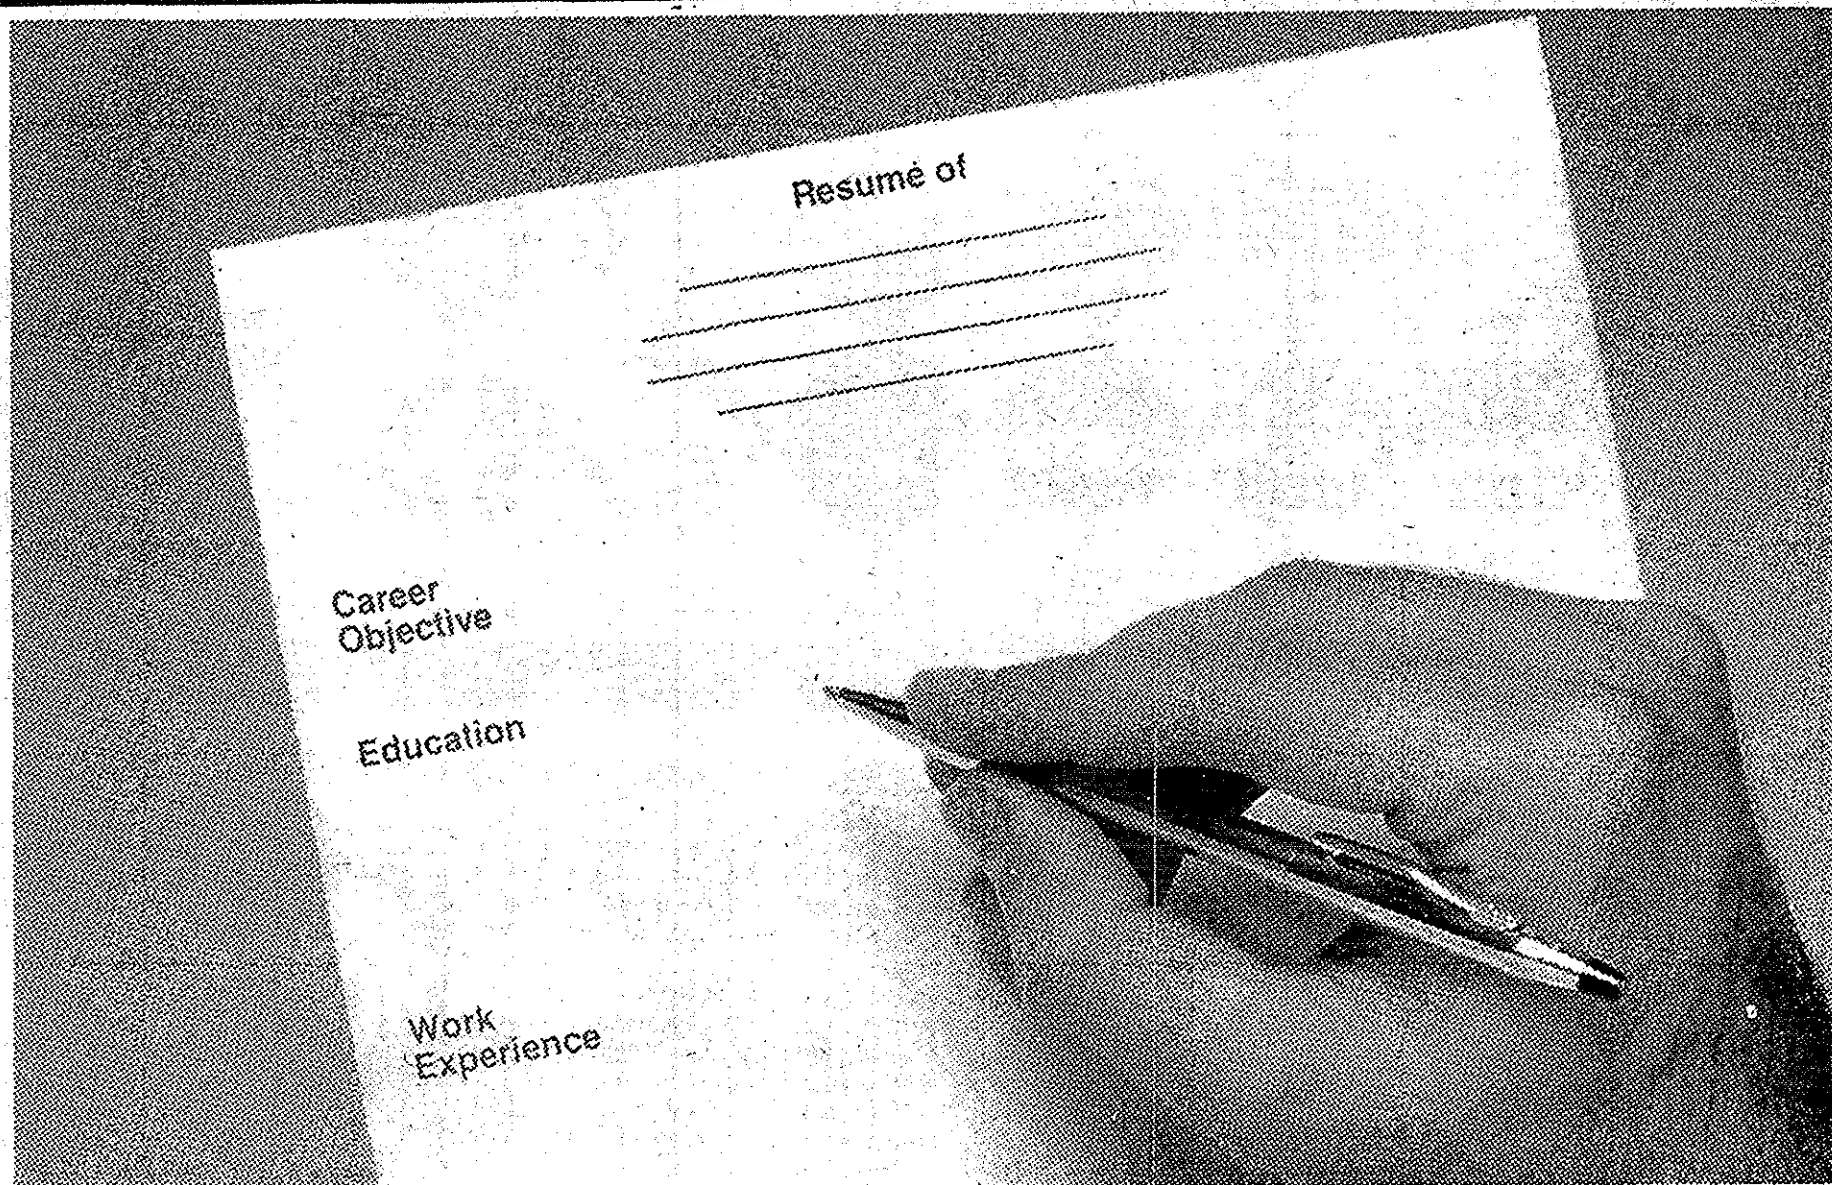 Resumé of
Career
Objective
Education
Work
Experience